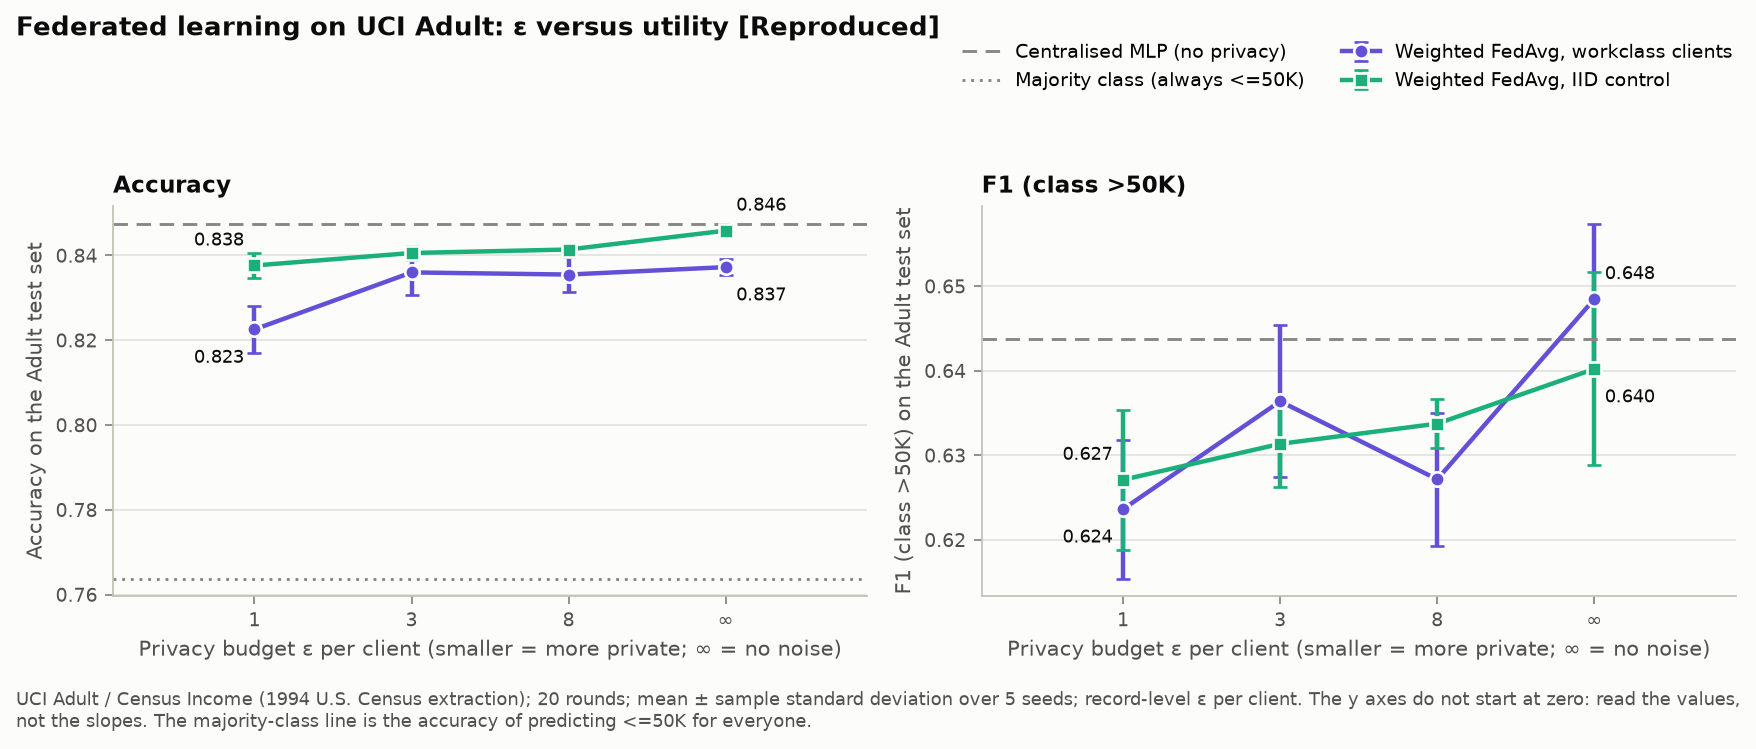 Federated learning on UCI Adult: ε versus utility [Reproduced]
Centralised MLP (no privacy)
Majority class (always <=50K)
Weighted FedAvg, workclass clients
Weighted FedAvg, IID control
Accuracy
Accuracy on the Adult test set
0.84
0.82
0.80
0.78
0.76
0.838
0.823
0.846
0.837
1
3
8
∞
Privacy budget ε per client (smaller = more private; ∞ = no noise)
F1 (class >50K)
F1 (class >50K) on the Adult test set
0.65
0.64
0.63
0.62
0.627
0.624
0.648
0.640
1
3
8
∞
Privacy budget ε per client (smaller = more private; ∞ = no noise)
UCI Adult / Census Income (1994 U.S. Census extraction); 20 rounds; mean ± sample standard deviation over 5 seeds; record-level ε per client. The y axes do not start at zero: read the values,
not the slopes. The majority-class line is the accuracy of predicting <=50K for everyone.